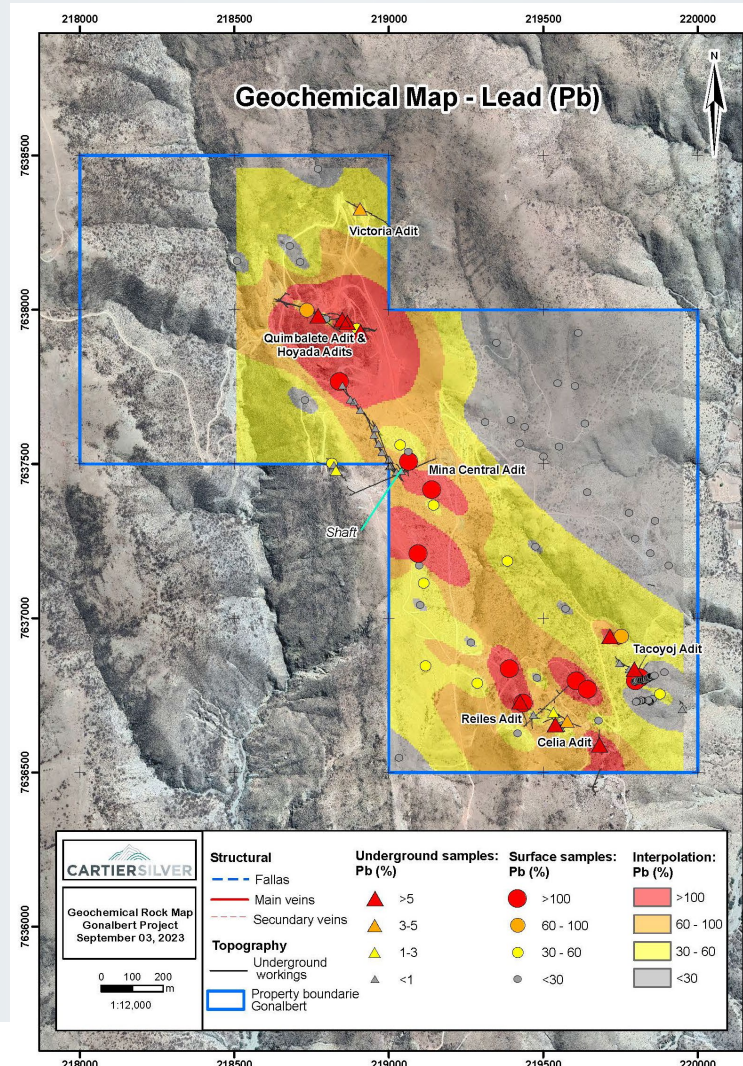 218000
218500
219000
219500
220000
N
Geochemical Map - Lead (Pb)
7638500
Victoria Adit
7638000
Quimbalete Adit &
Hoyada Adits
7637500
Mina Central Adit
Shaft
7637000
Tacoyoj Adit
Reiles Adit
Celia Adit
7636500
CARTIERSILVER
Geochemical Rock Map
Gonalbert Project
September 03, 2023
0 100 200
m
1:12,000
Structural
Fallas
Main veins
Secundary veins
Topography
Underground
workings
Property boundarie
Gonalbert
Underground samples:
Pb (%)
>5
3-5
1-3
<1
Surface samples:
Pb (%)
>100
60 - 100
30 - 60
<30
Interpolation:
Pb (%)
>100
60 - 100
30 - 60
<30
7636000
218000
218500
219000
219500
220000